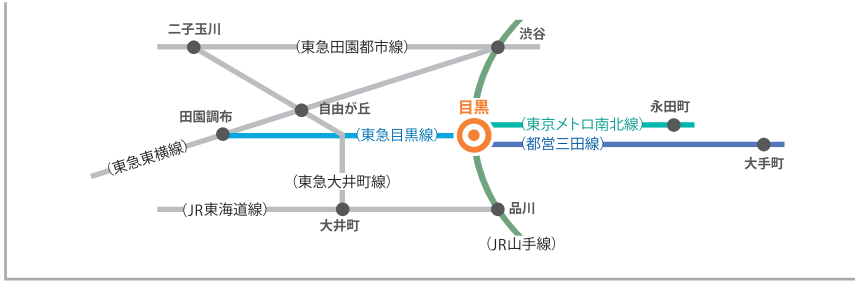 二子玉川
(東急田園都市線)
渋谷
目黒
永田町
田園調布
自由が丘
(東京メトロ南北線)
(東急目黒線)
(都営三田線)
大手町
(東急東横線)
(東急大井町線)
(JR東海道線)
品川
大井町
(JR山手線)